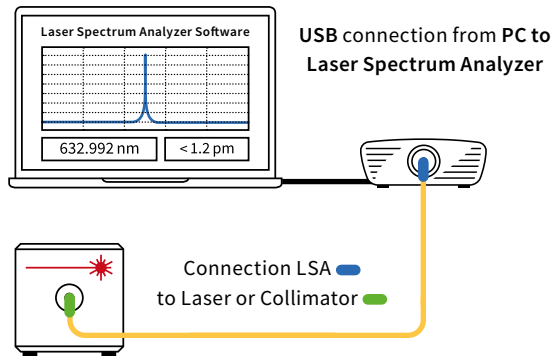 Laser Spectrum Analyzer Software
632.992 nm
< 1.2 pm
USB connection from PC to
Laser Spectrum Analyzer
Connection LSA
to Laser or Collimator